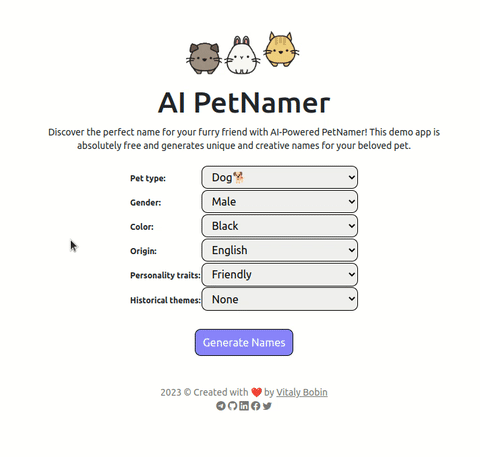 AI PetNamer
Discover the perfect name for your furry friend with AI-Powered PetNamer! This demo app is
absolutely free and generates unique and creative names for your beloved pet.
Pet type: Dog🐕
Gender: Male
Color: Black
Origin: English
Personality traits: Friendly
Historical themes: None
Generate Names
2023 © Created with ❤️ by Vitaly Bobin